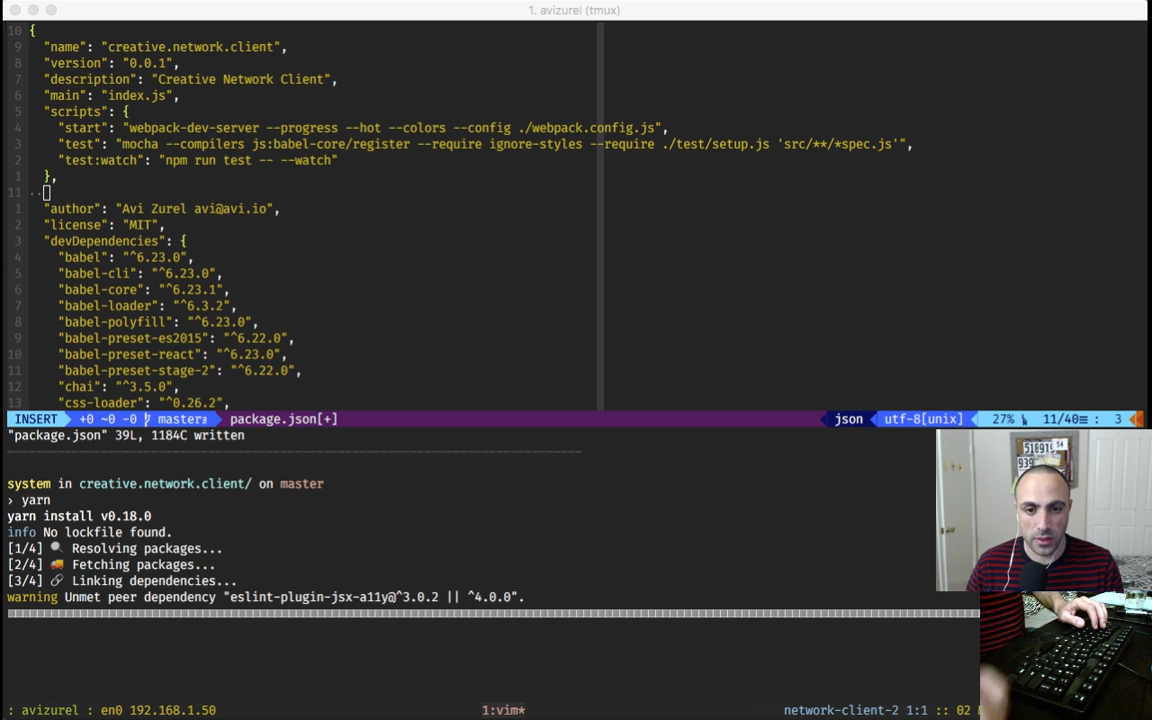 1. avizurel (tmux)
10 {
9 "name": "creative.network.client",
8 "version": "0.0.1",
7 "description": "Creative Network Client",
6 "main": "index.js",
5 "scripts": {
4 "start": "webpack-dev-server --progress --hot --colors --config ./webpack.config.js",
3 "test": "mocha --compilers js:babel-core/register --require ignore-styles --require ./test/setup.js 'src/**/*spec.js'",
2 "test:watch": "npm run test -- --watch"
1 },
11 ..
1 "author": "Avi Zurel avi@avi.io",
2 "license": "MIT",
3 "devDependencies": {
4 "babel": "^6.23.0",
5 "babel-cli": "^6.23.0",
6 "babel-core": "^6.23.1",
7 "babel-loader": "^6.3.2",
8 "babel-polyfill": "^6.23.0",
9 "babel-preset-es2015": "^6.22.0",
10 "babel-preset-react": "^6.23.0",
11 "babel-preset-stage-2": "^6.22.0",
12 "chai": "^3.5.0",
13 "css-loader": "^0.26.2",
INSERT +0 ~0 -0 master package.json[+] json utf-8[unix] 27% 11/40 : 3
"package.json" 39L, 1184C written
system in creative.network.client/ on master
› yarn
yarn install v0.18.0
info No lockfile found.
[1/4] 🔍 Resolving packages...
[2/4] 🚚 Fetching packages...
[3/4] 🔗 Linking dependencies...
warning Unmet peer dependency "eslint-plugin-jsx-a11y@^3.0.2 || ^4.0.0".
: avizurel : en0 192.168.1.50 1:vim* network-client-2 1:1 :: 02